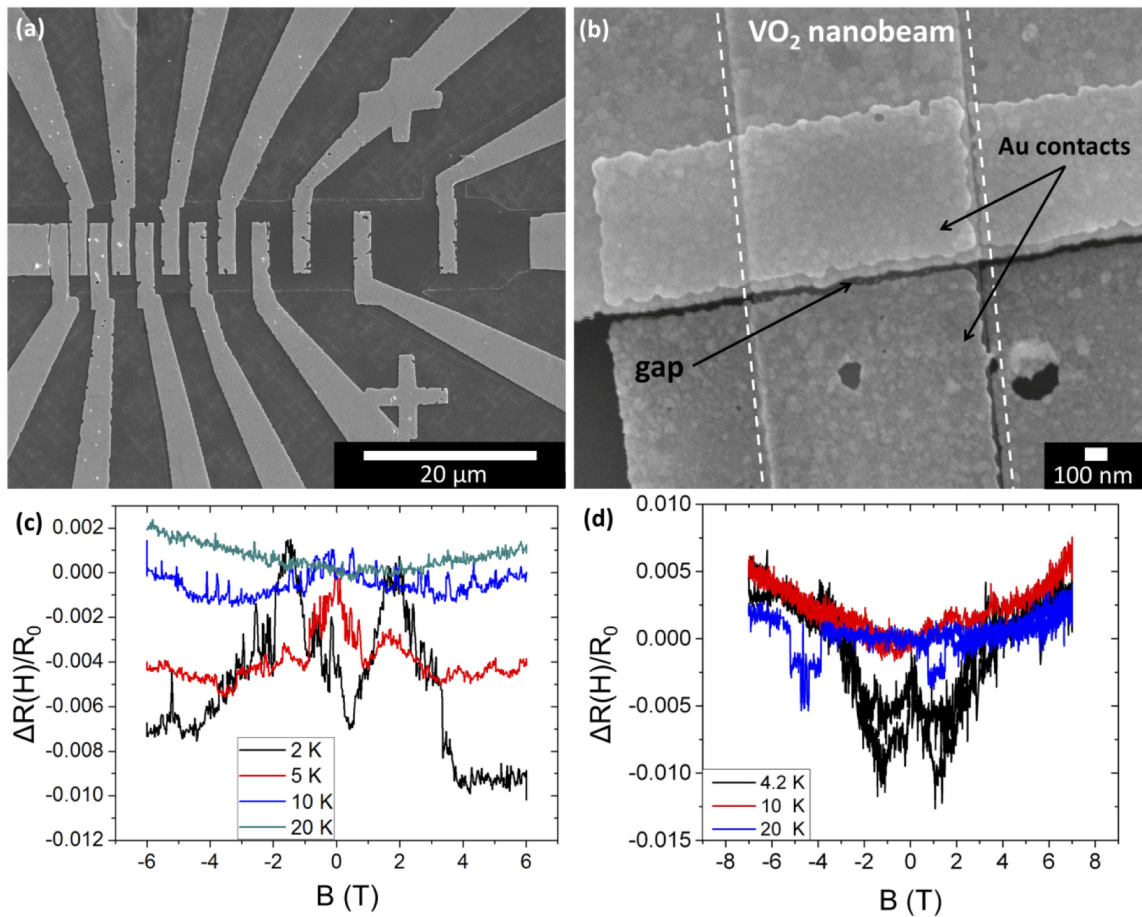 (a)
20 µm
(b)
VO₂ nanobeam
Au contacts
gap
100 nm
(c)
0.002
0.000
-0.002
-0.004
-0.006
-0.008
-0.010
-0.012
ΔR(H)/R₀
2 K
5 K
10 K
20 K
-6 -4 -2 0 2 4 6
B (T)
(d)
0.010
0.005
0.000
-0.005
-0.010
-0.015
ΔR(H)/R₀
4.2 K
10 K
20 K
-8 -6 -4 -2 0 2 4 6 8
B (T)